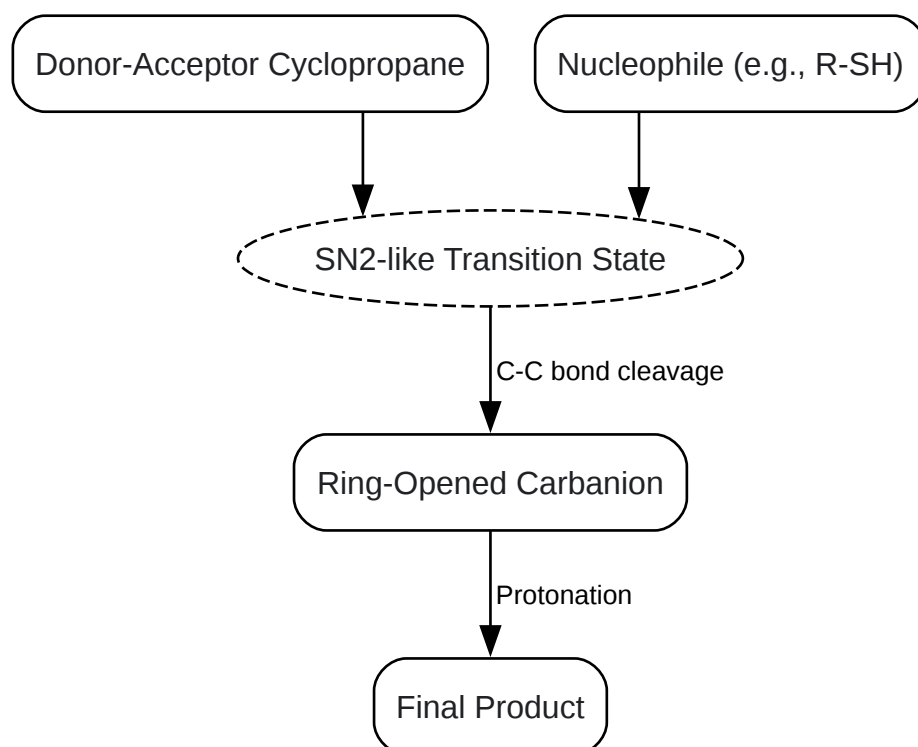 Donor-Acceptor Cyclopropane
Nucleophile (e.g., R-SH)
SN2-like Transition State
C-C bond cleavage
Ring-Opened Carbanion
Protonation
Final Product